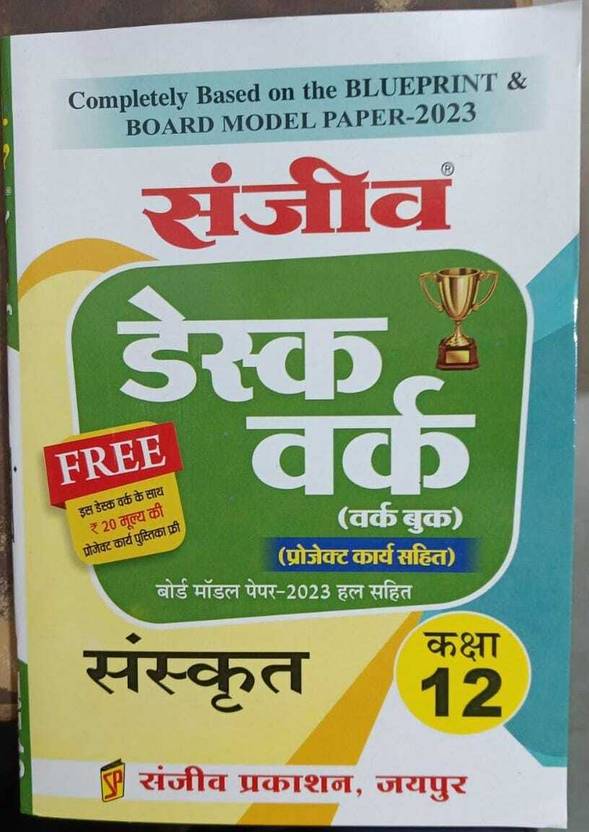 Completely Based on the BLUEPRINT &
BOARD MODEL PAPER-2023
संजीव®
डेस्क
वर्क
(वर्क बुक)
(प्रोजेक्ट कार्य सहित)
बोर्ड मॉडल पेपर-2023 हल सहित
FREE
इस डेस्क वर्क के साथ
₹ 20 मूल्य की
प्रोजेक्ट कार्य पुस्तिका फ्री
संस्कृत
कक्षा
12
SP संजीव प्रकाशन, जयपुर